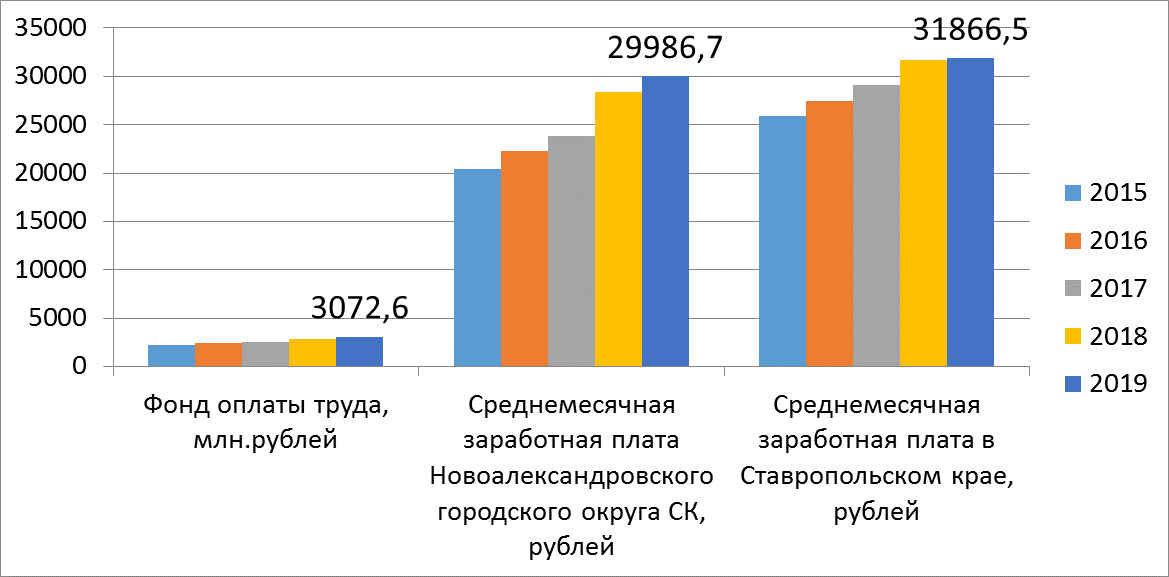 35000
30000
25000
20000
15000
10000
5000
0
3072,6
29986,7
31866,5
Фонд оплаты труда,
млн.рублей
Среднемесячная
заработная плата
Новоалександровского
городского округа СК,
рублей
Среднемесячная
заработная плата в
Ставропольском крае,
рублей
2015
2016
2017
2018
2019